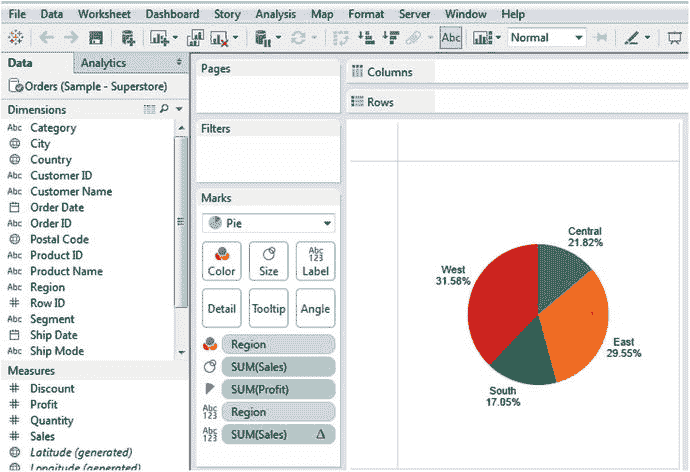 File Data Worksheet Dashboard Story Analysis Map Format Server Window Help
Abc Normal
Data Analytics
Orders (Sample - Superstore)
Dimensions
Abc Category
City
Country
Abc Customer ID
Abc Customer Name
Order Date
Abc Order ID
Postal Code
Abc Product ID
Abc Product Name
Abc Region
# Row ID
Abc Segment
Ship Date
Abc Ship Mode
Measures
# Discount
# Profit
# Quantity
# Sales
Latitude (generated)
Longitude (generated)
Pages
Filters
Marks
Pie
Abc
123
Color Size Label
Detail Tooltip Angle
Region
SUM(Sales)
SUM(Profit)
Abc
123 Region
Abc
123 SUM(Sales) Δ
Columns
Rows
Central
21.82%
West
31.56%
East
29.55%
South
17.05%